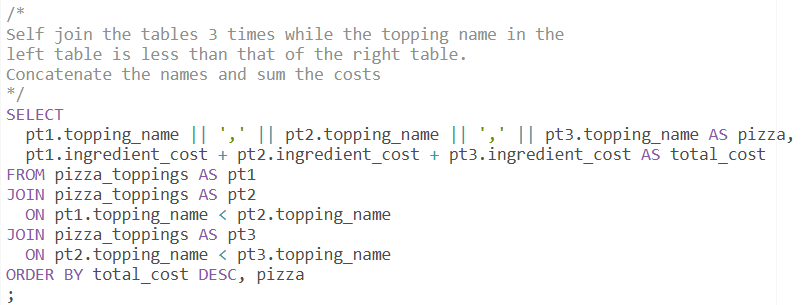 /*
Self join the tables 3 times while the topping name in the
left table is less than that of the right table.
Concatenate the names and sum the costs
*/
SELECT
  pt1.topping_name || ',' || pt2.topping_name || ',' || pt3.topping_name AS pizza,
  pt1.ingredient_cost + pt2.ingredient_cost + pt3.ingredient_cost AS total_cost
FROM pizza_toppings AS pt1
JOIN pizza_toppings AS pt2
  ON pt1.topping_name < pt2.topping_name
JOIN pizza_toppings AS pt3
  ON pt2.topping_name < pt3.topping_name
ORDER BY total_cost DESC, pizza
;